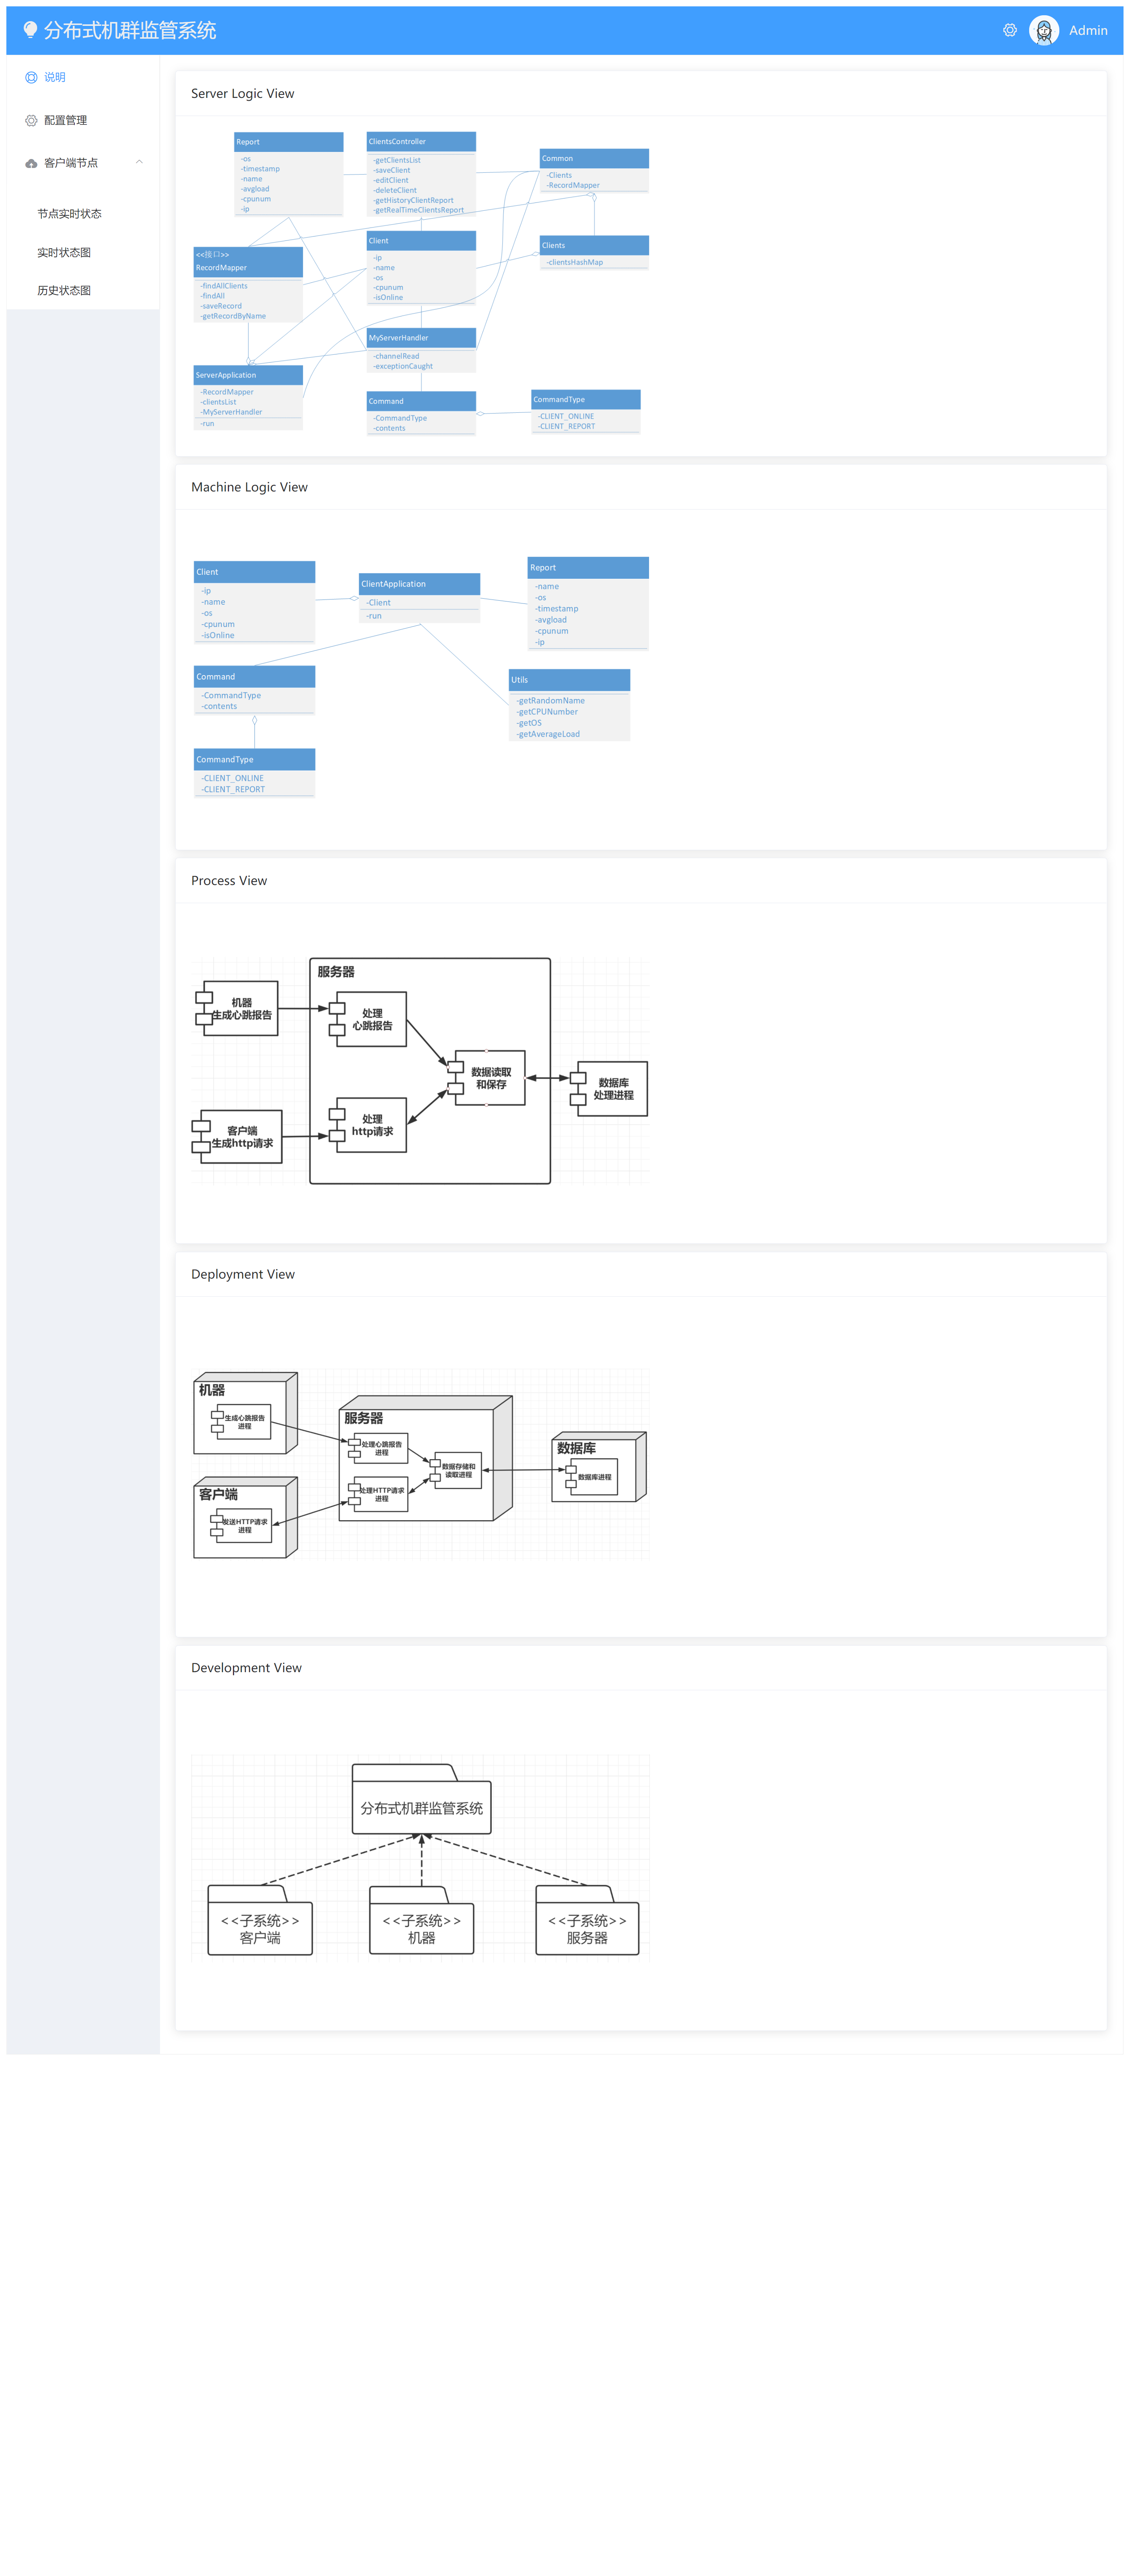 分布式机群监管系统
Admin
说明
配置管理
客户端节点
节点实时状态
实时状态图
历史状态图
Server Logic View
Report
-os
-timestamp
-name
-avgload
-cpunum
-ip
ClientsController
-getClientsList
-saveClient
-editClient
-deleteClient
-getHistoryClientReport
-getRealTimeClientsReport
Common
-Clients
-RecordMapper
<<接口>>
RecordMapper
-findAllClients
-findAll
-saveRecord
-getRecordByName
Client
-ip
-name
-os
-cpunum
-isOnline
Clients
-clientsHashMap
MyServerHandler
-channelRead
-exceptionCaught
ServerApplication
-RecordMapper
-clientsList
-MyServerHandler
-run
Command
-CommandType
-contents
CommandType
-CLIENT_ONLINE
-CLIENT_REPORT
Machine Logic View
Client
-ip
-name
-os
-cpunum
-isOnline
ClientApplication
-Client
-run
Report
-name
-os
-timestamp
-avgload
-cpunum
-ip
Command
-CommandType
-contents
Utils
-getRandomName
-getCPUNumber
-getOS
-getAverageLoad
CommandType
-CLIENT_ONLINE
-CLIENT_REPORT
Process View
服务器
机器
生成心跳报告
处理
心跳报告
数据读取
和保存
数据库
处理进程
客户端
生成http请求
处理
http请求
Deployment View
机器
生成心跳报告
进程
服务器
处理心跳报告
进程
数据存储和
读取进程
处理HTTP请求
进程
数据库
数据库进程
客户端
发送HTTP请求
进程
Development View
分布式机群监管系统
<<子系统>>
客户端
<<子系统>>
机器
<<子系统>>
服务器